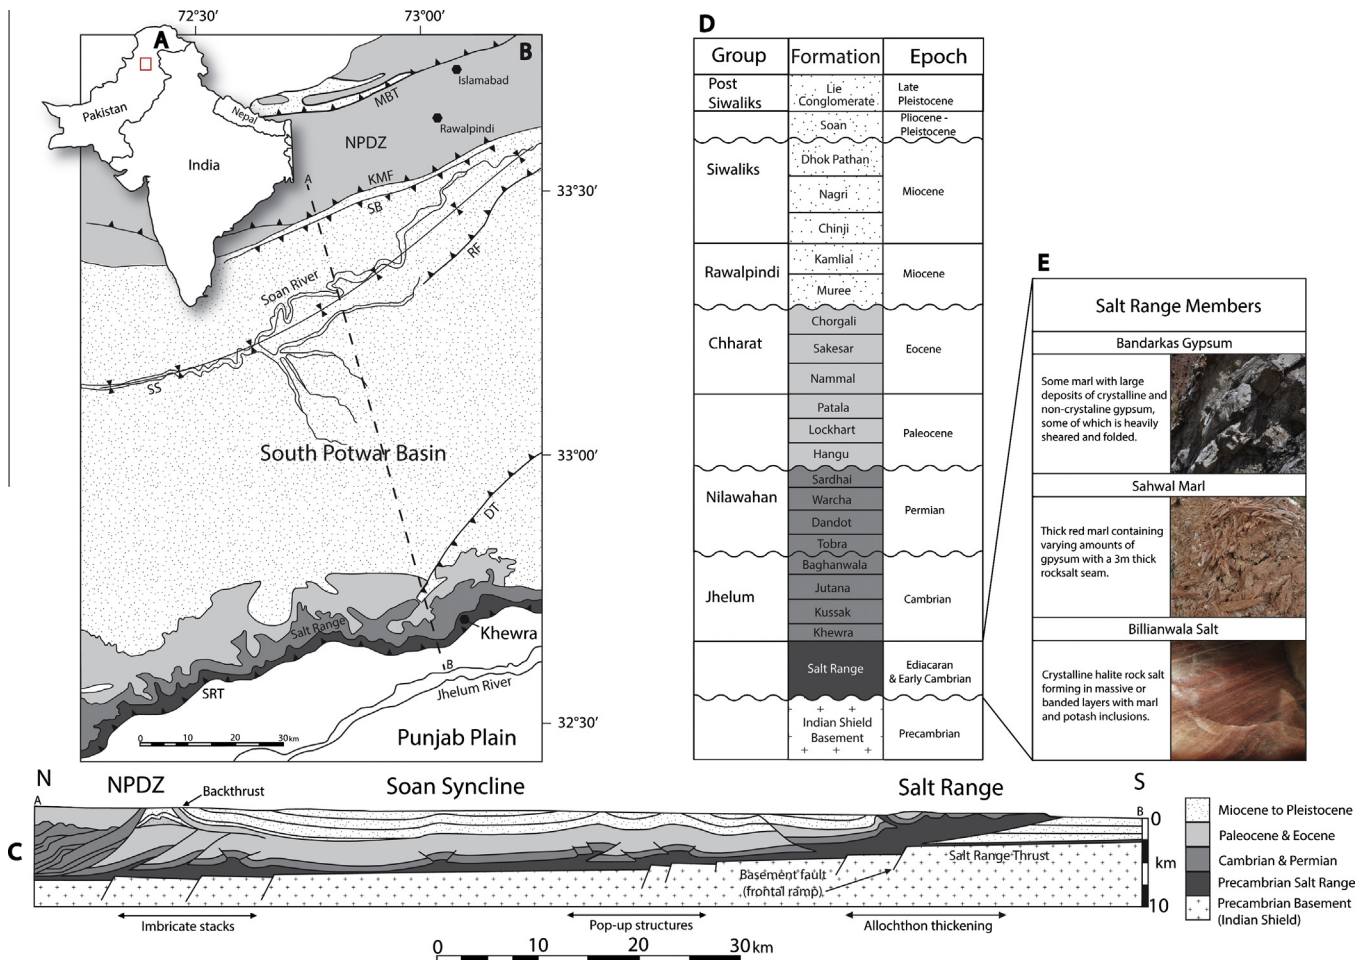 72°30′
73°00′
A
B
Pakistan
Nepal
India
Islamabad
MBT
Rawalpindi
NPDZ
A
KMF
SB
33°30′
RF
Soan River
SS
South Potwar Basin
33°00′
DT
Salt Range
Khewra
B
SRT
Jhelum River
32°30′
Punjab Plain
0 10 20 30km
D
Group Formation Epoch
Post
Siwaliks
Lie
Conglomerate
Late
Pleistocene
Soan
Pliocene -
Pleistocene
Siwaliks
Dhok Pathan
Nagri
Chinji
Miocene
Rawalpindi
Kamlial
Muree
Miocene
Chharat
Chorgali
Sakesar
Nammal
Eocene
Patala
Lockhart
Hangu
Paleocene
Nilawahan
Sardhai
Warcha
Dandot
Tobra
Permian
Jhelum
Baghanwala
Jutana
Kussak
Khewra
Cambrian
Salt Range
Ediacaran
& Early Cambrian
Indian Shield
Basement
Precambrian
E
Salt Range Members
Bandarkas Gypsum
Some marl with large
deposits of crystalline and
non-crystaline gypsum,
some of which is heavily
sheared and folded.
Sahwal Marl
Thick red marl containing
varying amounts of
gpysum with a 3m thick
rocksalt seam.
Billianwala Salt
Crystalline halite rock salt
forming in massive or
banded layers with marl
and potash inclusions.
C
N
NPDZ
Soan Syncline
Salt Range
S
A
Backthrust
B
0
km
10
Salt Range Thrust
Basement fault
(frontal ramp)
Imbricate stacks
Pop-up structures
Allochthon thickening
0 10 20 30km
Miocene to Pleistocene
Paleocene & Eocene
Cambrian & Permian
Precambrian Salt Range
Precambrian Basement
(Indian Shield)